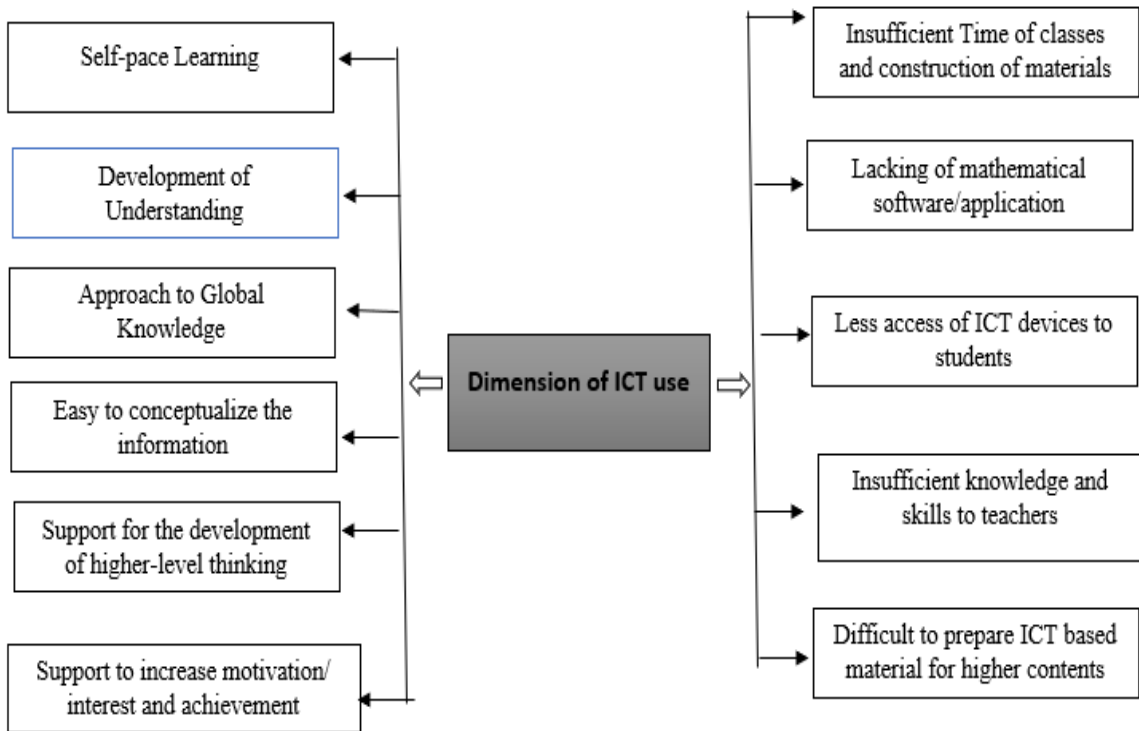 Self-pace Learning
Development of
Understanding
Approach to Global
Knowledge
Easy to conceptualize the
information
Support for the development
of higher-level thinking
Support to increase motivation/
interest and achievement
Dimension of ICT use
Insufficient Time of classes
and construction of materials
Lacking of mathematical
software/application
Less access of ICT devices to
students
Insufficient knowledge and
skills to teachers
Difficult to prepare ICT based
material for higher contents